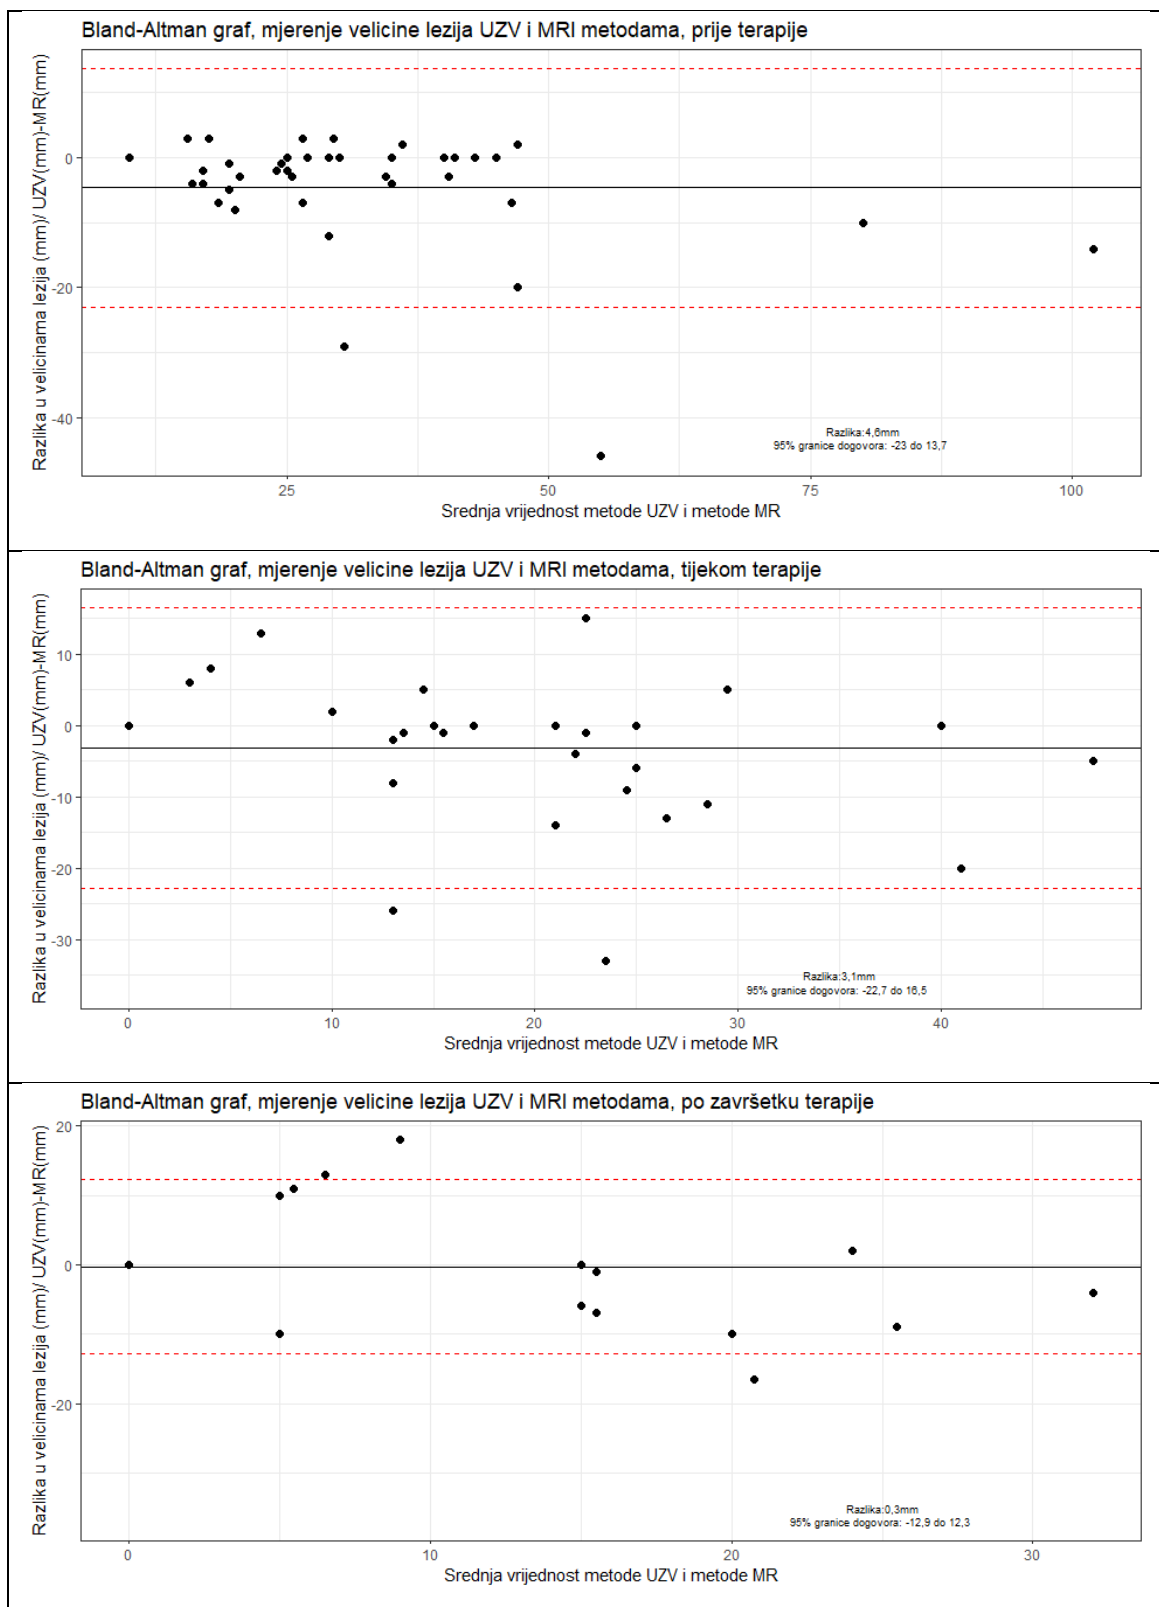 Bland-Altman graf, mjerenje velicine lezija UZV i MRI metodama, prije terapije
Razlika u velicinama lezija (mm)/ UZV(mm)-MR(mm)
0
-20
-40
Razlika:4,6mm
95% granice dogovora: -23 do 13,7
25
50
75
100
Srednja vrijednost metode UZV i metode MR
Bland-Altman graf, mjerenje velicine lezija UZV i MRI metodama, tijekom terapije
Razlika u velicinama lezija (mm)/ UZV(mm)-MR(mm)
10
0
-10
-20
-30
Razlika:3,1mm
95% granice dogovora: -22,7 do 16,5
0
10
20
30
40
Srednja vrijednost metode UZV i metode MR
Bland-Altman graf, mjerenje velicine lezija UZV i MRI metodama, po završetku terapije
Razlika u velicinama lezija (mm)/ UZV(mm)-MR(mm)
20
0
-20
Razlika:0,3mm
95% granice dogovora: -12,9 do 12,3
0
10
20
30
Srednja vrijednost metode UZV i metode MR